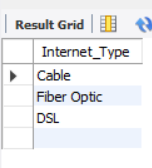 Result Grid
Internet_Type
Cable
Fiber Optic
DSL